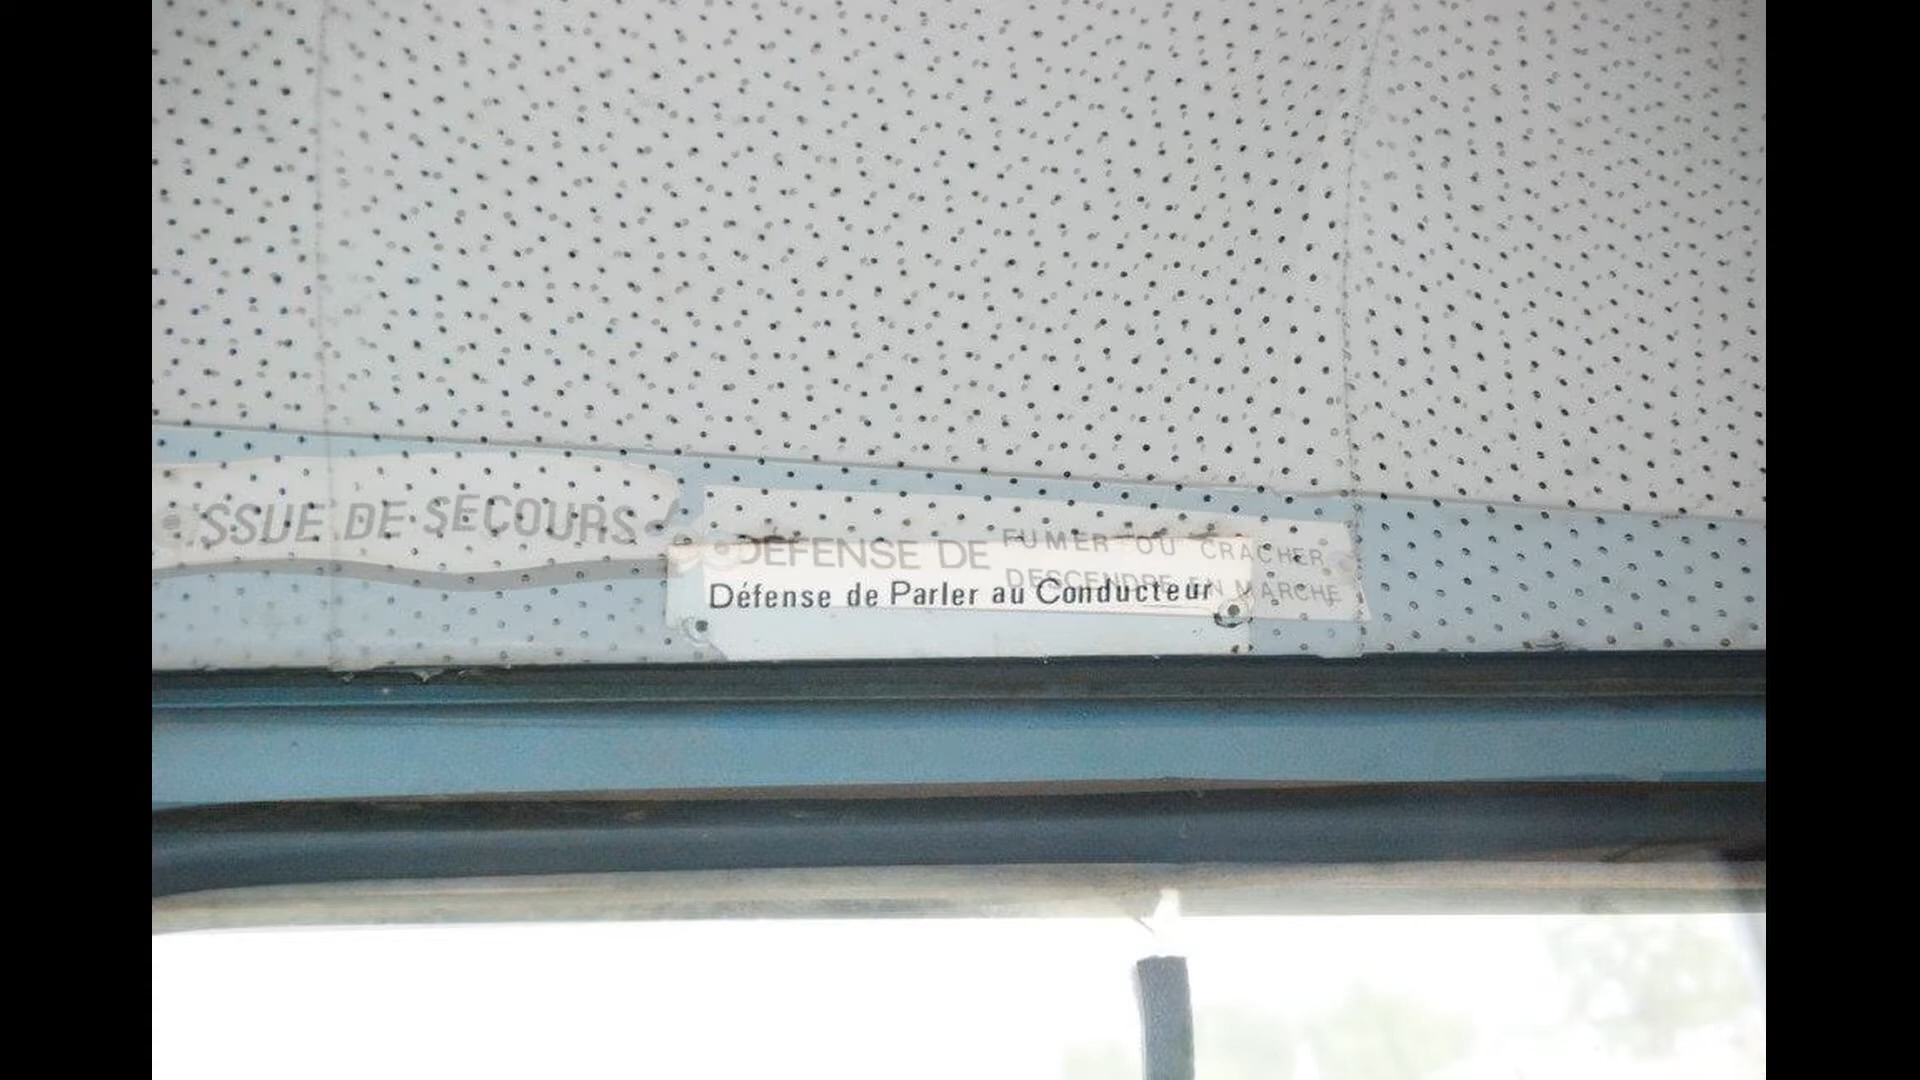 ISSUE DE SECOURS
DEFENSE DE
FUMER OU CRACHER
DESCENDRE EN MARCHE
Défense de Parler au Conducteur